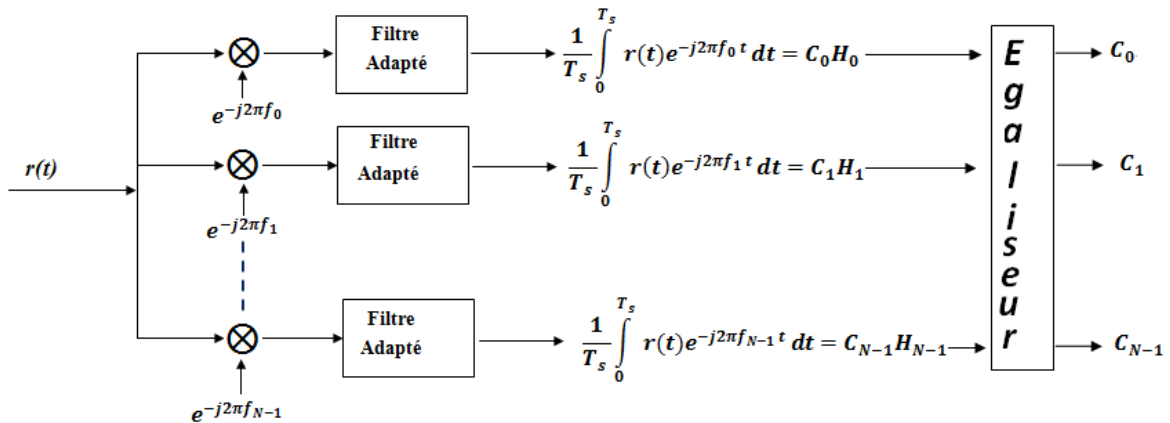 Filtre
Adapté
1/T_s ∫_0^{T_s} r(t)e^{-j2πf_0 t} dt = C_0H_0
C_0
e^{-j2πf_0}
r(t)
Filtre
Adapté
1/T_s ∫_0^{T_s} r(t)e^{-j2πf_1 t} dt = C_1H_1
C_1
e^{-j2πf_1}
Filtre
Adapté
1/T_s ∫_0^{T_s} r(t)e^{-j2πf_{N-1} t} dt = C_{N-1}H_{N-1}
C_{N-1}
e^{-j2πf_{N-1}}
Egaliseur